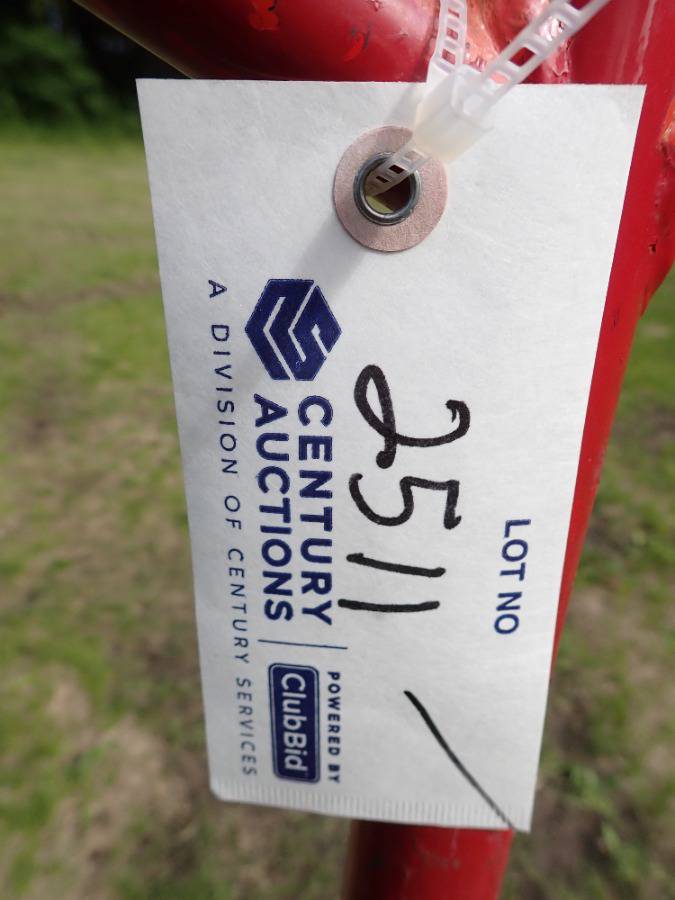 LOT NO
2511
CENTURY
AUCTIONS
POWERED BY
ClubBid
A DIVISION OF CENTURY SERVICES